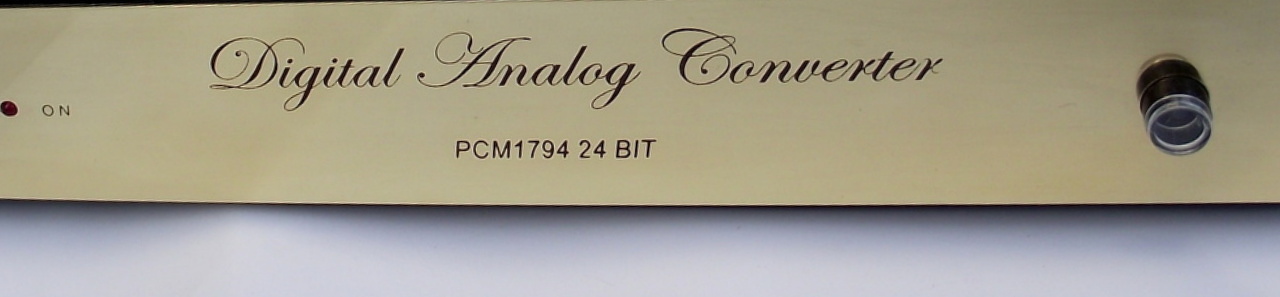 Digital Analog Converter
ON
PCM1794 24 BIT